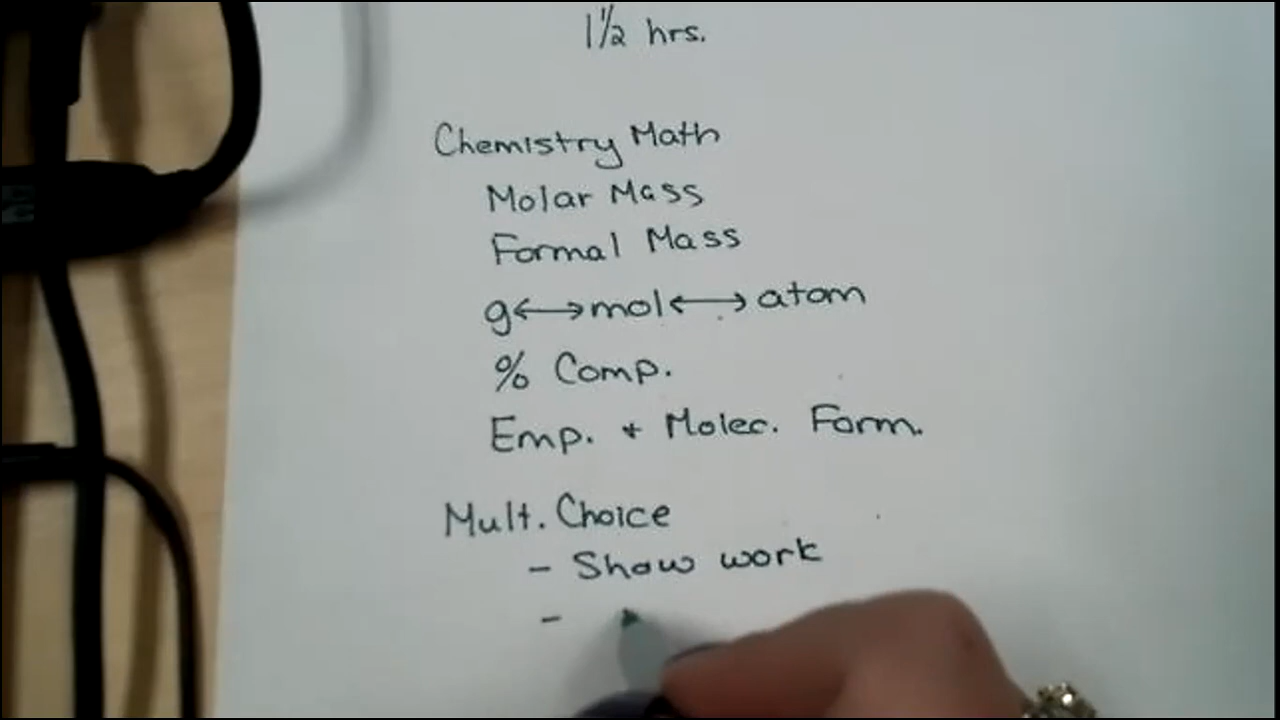 1½ hrs.
Chemistry Math
Molar Mass
Formal Mass
g↔mol↔atom
% Comp.
Emp. + Molec. Form.
Mult. Choice
- Show work
-